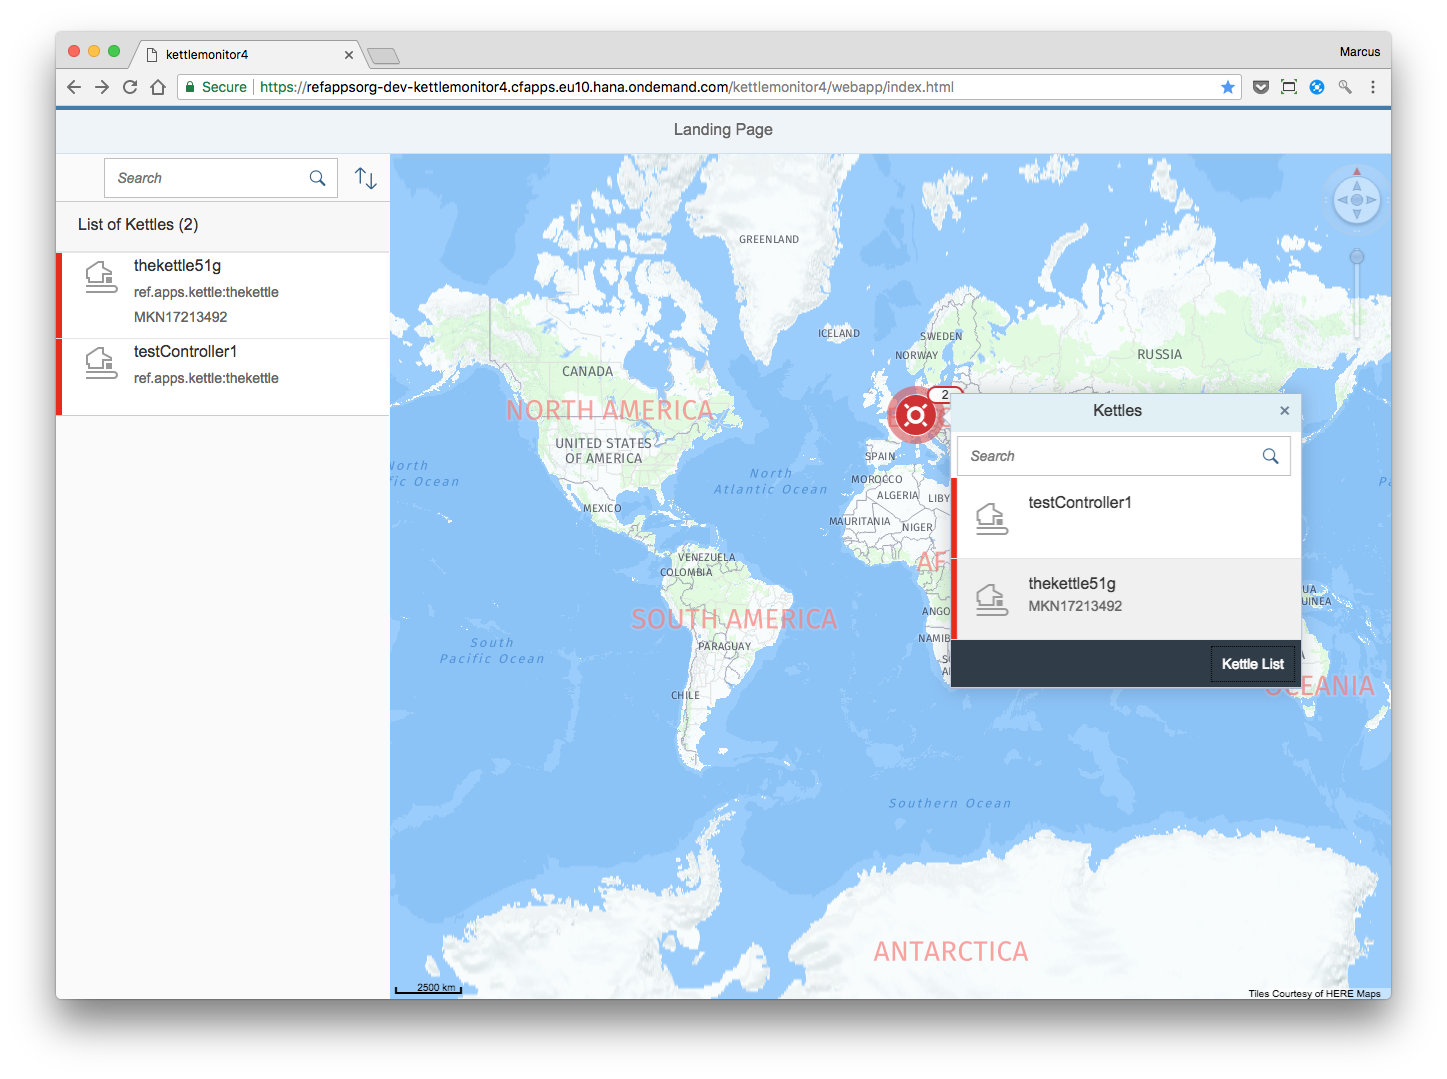 kettlemonitor4
Marcus
Secure
https://refappsorg-dev-kettlemonitor4.cfapps.eu10.hana.ondemand.com/kettlemonitor4/webapp/index.html
Landing Page
Search
List of Kettles (2)
thekettle51g
ref.apps.kettle:thekettle
MKN17213492
testController1
ref.apps.kettle:thekettle
GREENLAND
ICELAND
SWEDEN
NORWAY
RUSSIA
CANADA
NORTH AMERICA
UNITED STATES
OF AMERICA
North
Atlantic Ocean
North
ic Ocean
MEXICO
SPAIN
MOROCCO
ALGERIA
LIBY
MAURITANIA
NIGER
AF
VENEZUELA
COLOMBIA
SOUTH AMERICA
PARAGUAY
CHILE
South
Pacific Ocean
ANGO
NAMIB
2
Kettles
Search
testController1
thekettle51g
MKN17213492
Kettle List
UA
UINEA
OCEANIA
Southern Ocean
ANTARCTICA
2500 km
Tiles Courtesy of HERE Maps